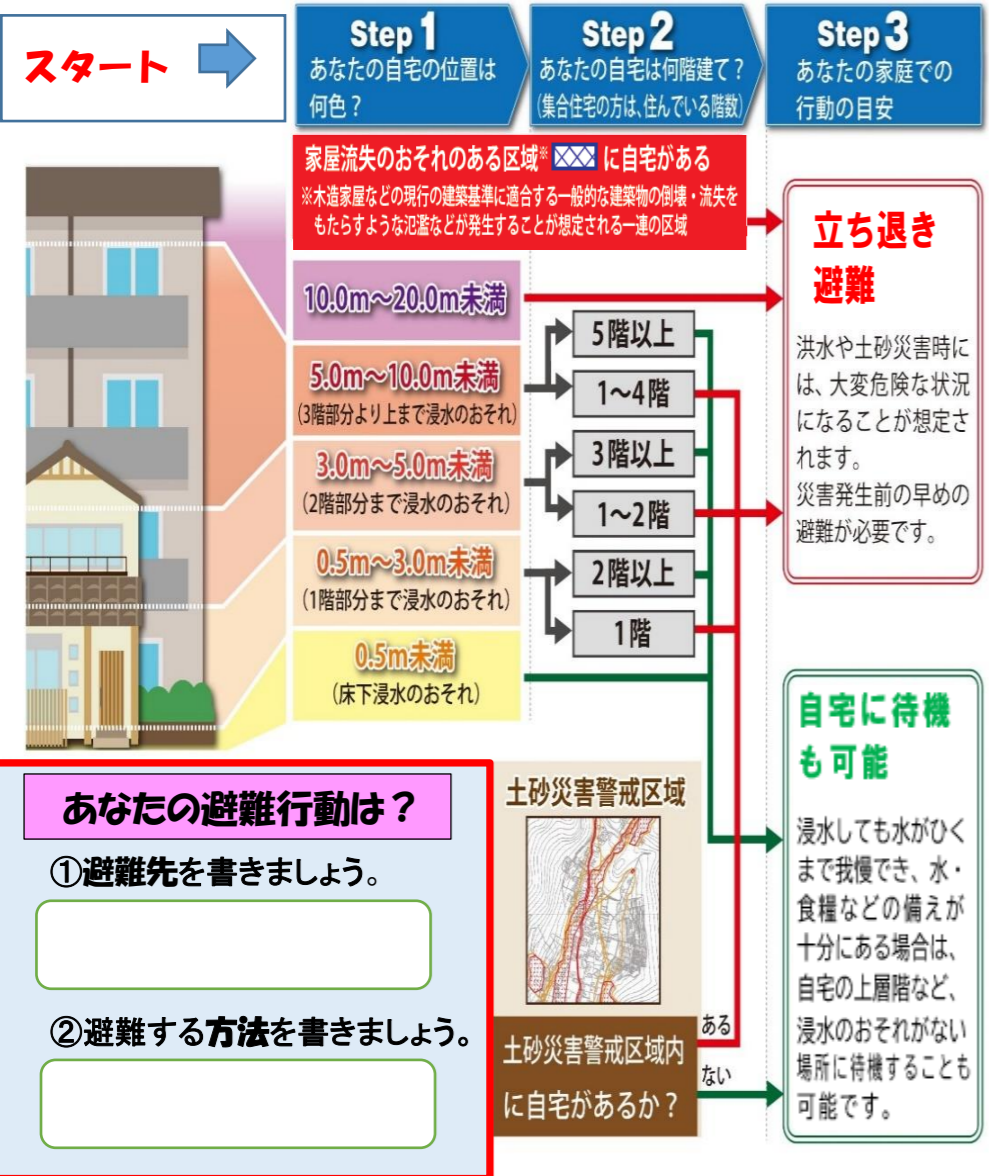 スタート
Step 1
あなたの自宅の位置は
何色？
Step 2
あなたの自宅は何階建て？
（集合住宅の方は、住んでいる階数）
Step 3
あなたの家庭での
行動の目安
家屋流失のおそれのある区域※ に自宅がある
※木造家屋などの現行の建築基準に適合する一般的な建築物の倒壊・流失を
もたらすような氾濫などが発生することが想定される一連の区域
10.0m～20.0m未満
5.0m～10.0m未満
（3階部分より上まで浸水のおそれ）
3.0m～5.0m未満
（2階部分まで浸水のおそれ）
0.5m～3.0m未満
（1階部分まで浸水のおそれ）
0.5m未満
（床下浸水のおそれ）
5階以上
1～4階
3階以上
1～2階
2階以上
1階
立ち退き
避難
洪水や土砂災害時に
は、大変危険な状況
になることが想定さ
れます。
災害発生前の早めの
避難が必要です。
自宅に待機
も可能
浸水しても水がひく
まで我慢でき、水・
食糧などの備えが
十分にある場合は、
自宅の上層階など、
浸水のおそれがない
場所に待機することも
可能です。
あなたの避難行動は？
①避難先を書きましょう。
②避難する方法を書きましょう。
土砂災害警戒区域
土砂災害警戒区域内
に自宅があるか？
ある
ない